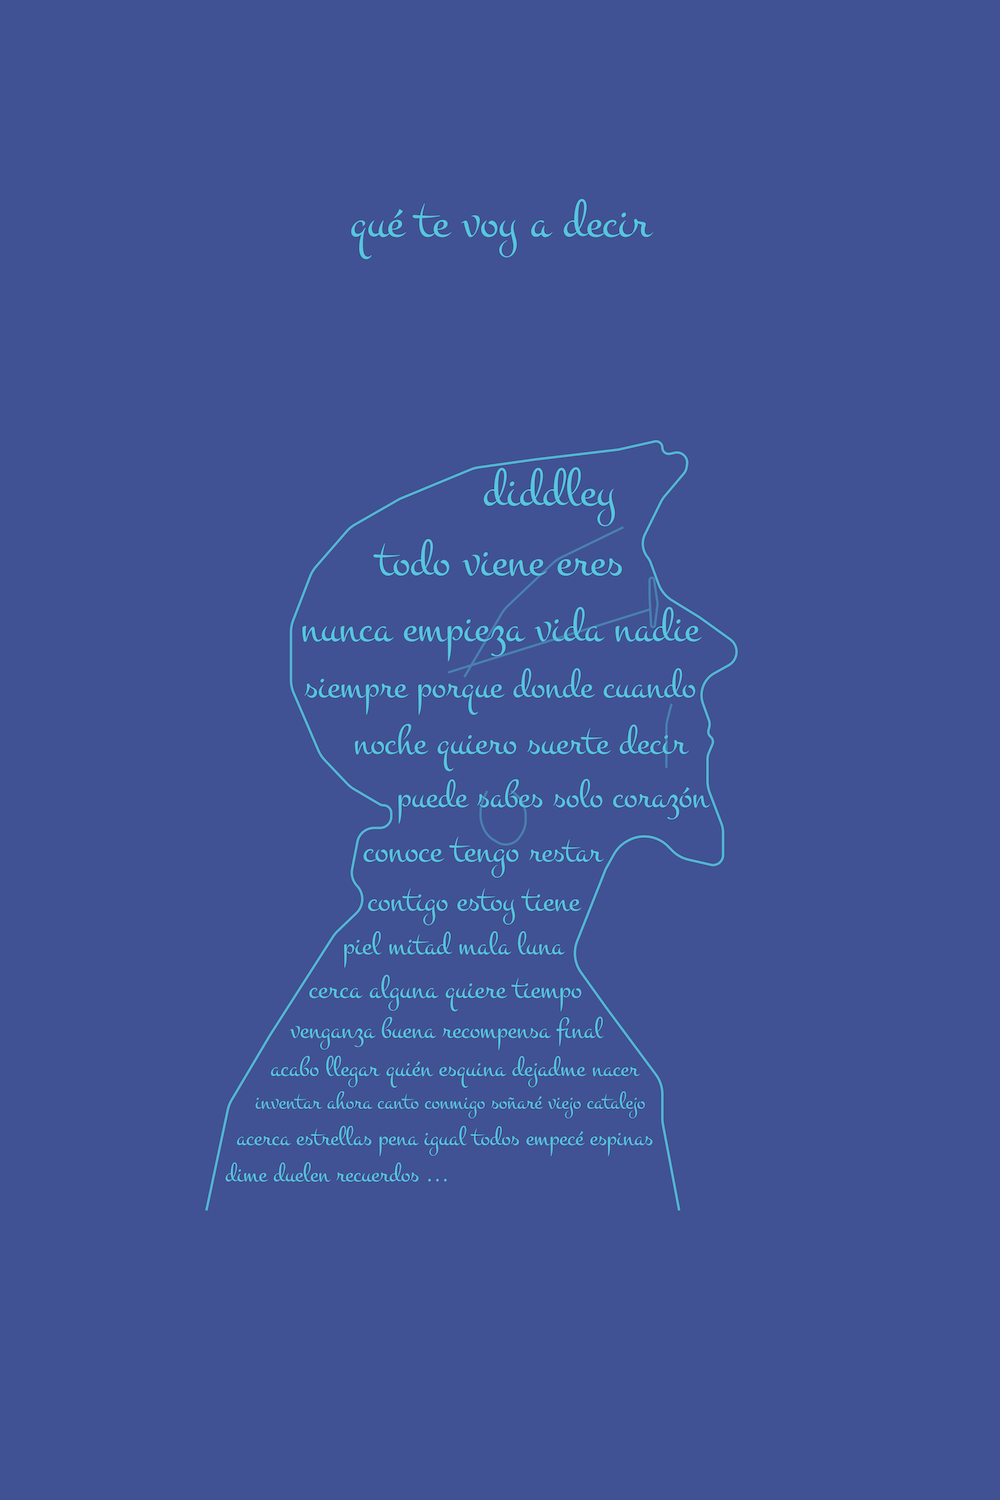 qué te voy a decir
diddley
todo viene eres
nunca empieza vida nadie
siempre porque donde cuando
noche quiero suerte decir
puede sabes solo corazón
conoce tengo restar
contigo estoy tiene
piel mitad mala luna
cerca alguna quiere tiempo
venganza buena recompensa final
acabo llegar quién esquina dejadme nacer
inventar ahora canto conmigo soñaré viejo catalejo
acerca estrellas pena igual todos empecé espinas
dime duelen recuerdos ...